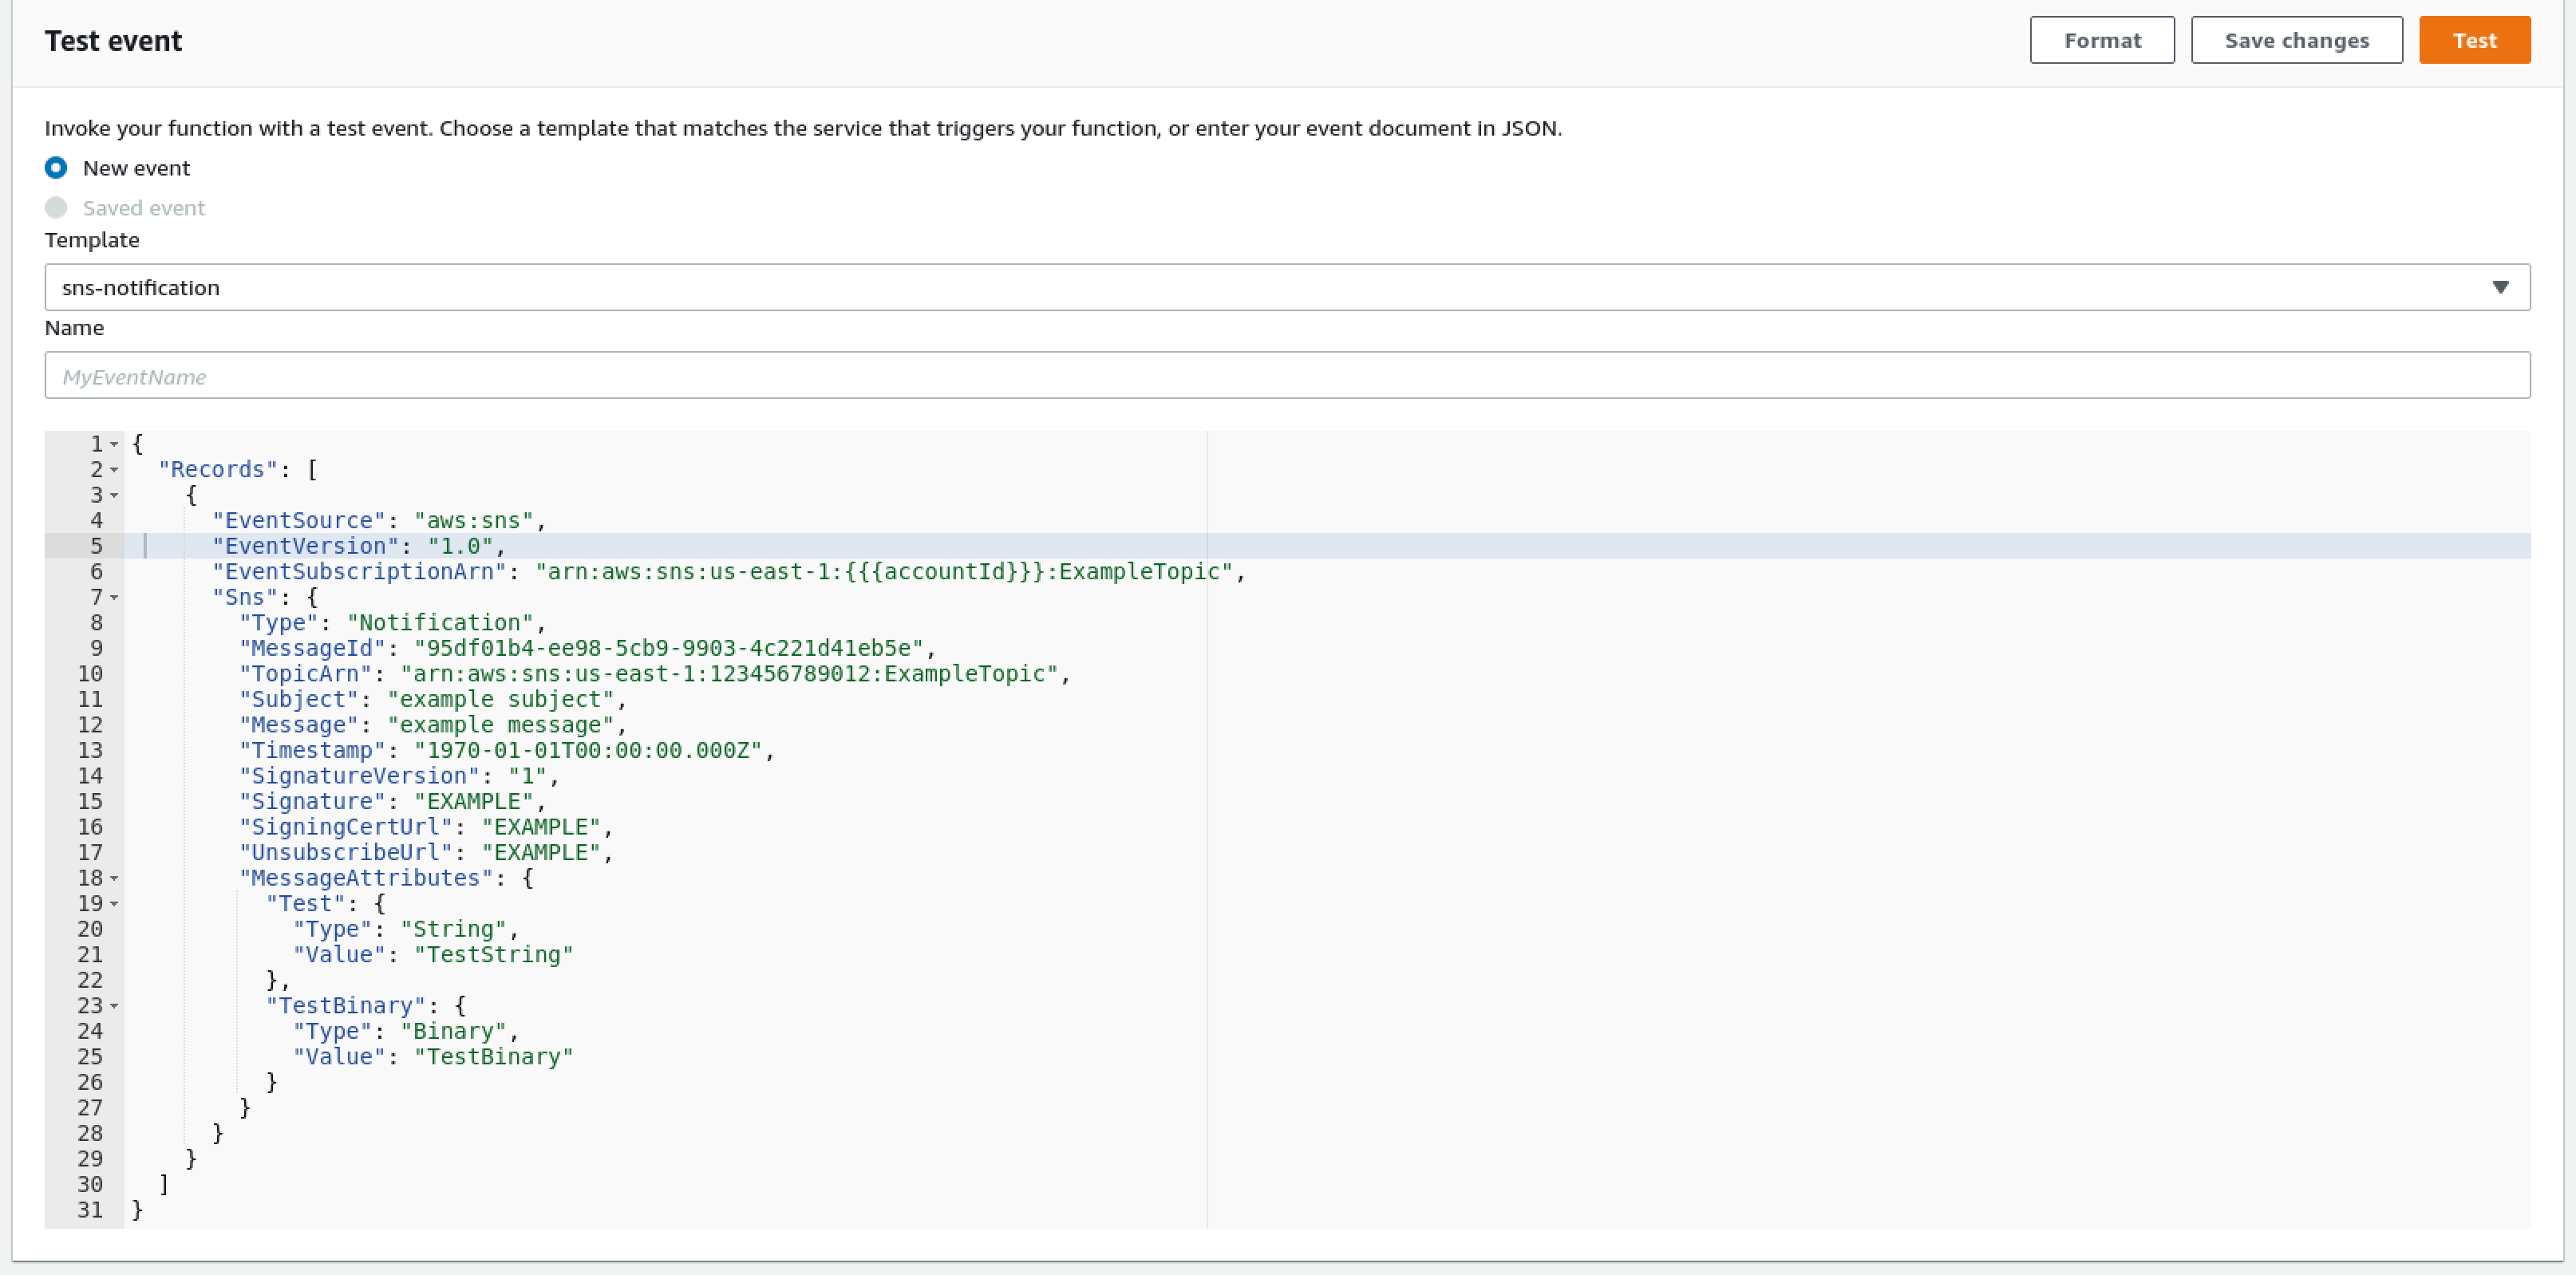 Test event
Format
Save changes
Test
Invoke your function with a test event. Choose a template that matches the service that triggers your function, or enter your event document in JSON.
New event
Saved event
Template
sns-notification
Name
MyEventName
1 {
2   "Records": [
3     {
4       "EventSource": "aws:sns",
5       "EventVersion": "1.0",
6       "EventSubscriptionArn": "arn:aws:sns:us-east-1:{{{accountId}}}:ExampleTopic",
7       "Sns": {
8         "Type": "Notification",
9         "MessageId": "95df01b4-ee98-5cb9-9903-4c221d41eb5e",
10         "TopicArn": "arn:aws:sns:us-east-1:123456789012:ExampleTopic",
11         "Subject": "example subject",
12         "Message": "example message",
13         "Timestamp": "1970-01-01T00:00:00.000Z",
14         "SignatureVersion": "1",
15         "Signature": "EXAMPLE",
16         "SigningCertUrl": "EXAMPLE",
17         "UnsubscribeUrl": "EXAMPLE",
18         "MessageAttributes": {
19           "Test": {
20             "Type": "String",
21             "Value": "TestString"
22           },
23           "TestBinary": {
24             "Type": "Binary",
25             "Value": "TestBinary"
26           }
27         }
28       }
29     }
30   ]
31 }